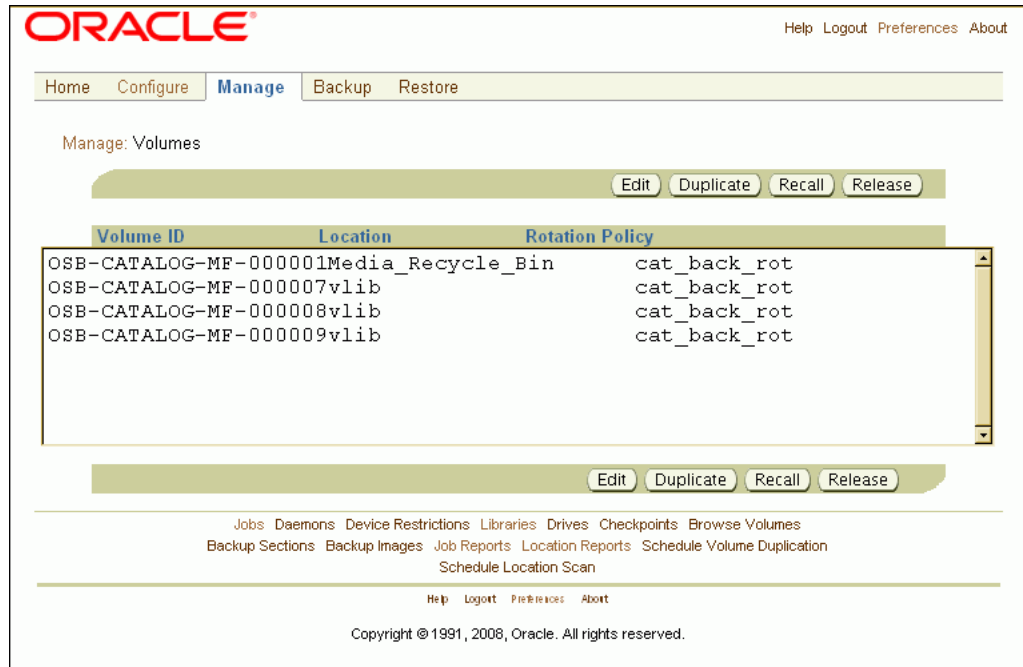 ORACLE
Help Logout Preferences About
Home Configure Manage Backup Restore
Manage: Volumes
Edit Duplicate Recall Release
Volume ID Location Rotation Policy
OSB-CATALOG-MF-000001Media_Recycle_Bin cat_back_rot
OSB-CATALOG-MF-000007vlib cat_back_rot
OSB-CATALOG-MF-000008vlib cat_back_rot
OSB-CATALOG-MF-000009vlib cat_back_rot
Edit Duplicate Recall Release
Jobs Daemons Device Restrictions Libraries Drives Checkpoints Browse Volumes
Backup Sections Backup Images Job Reports Location Reports Schedule Volume Duplication
Schedule Location Scan
Help Logout Preferences About
Copyright © 1991, 2008, Oracle. All rights reserved.